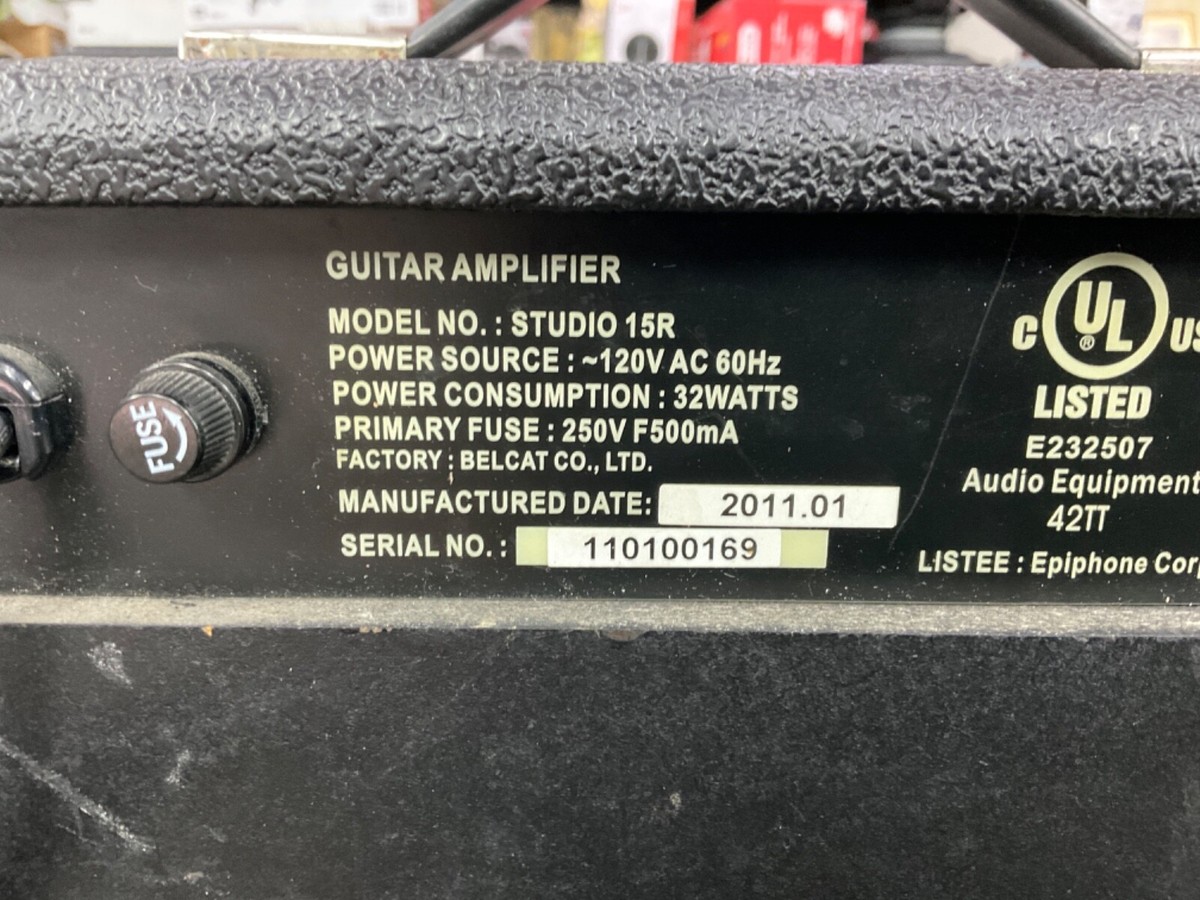 GUITAR AMPLIFIER
MODEL NO. : STUDIO 15R
POWER SOURCE : ~120V AC 60Hz
POWER CONSUMPTION : 32WATTS
PRIMARY FUSE : 250V F500mA
FACTORY : BELCAT CO., LTD.
MANUFACTURED DATE: 2011.01
SERIAL NO. : 110100169
FUSE
C UL ® US
LISTED
E232507
Audio Equipment
42TT
LISTEE : Epiphone Corp